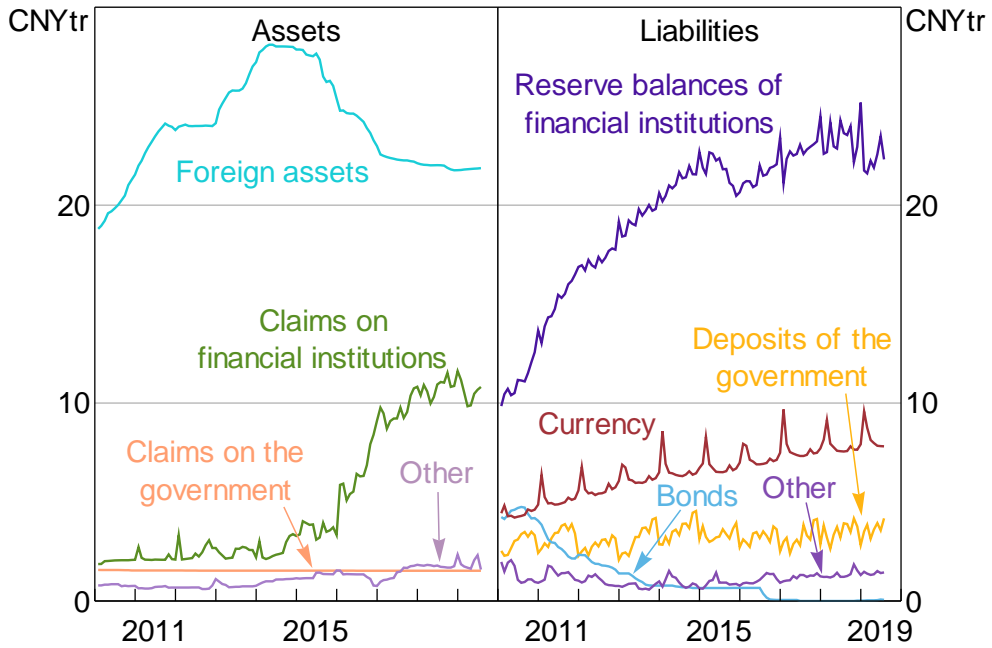 CNYtr
Assets
Liabilities
CNYtr
Reserve balances of
financial institutions
Foreign assets
20
20
Claims on
financial institutions
Deposits of the
government
10
10
Currency
Claims on the
government
Other
Bonds
Other
0
0
2011
2015
2011
2015
2019